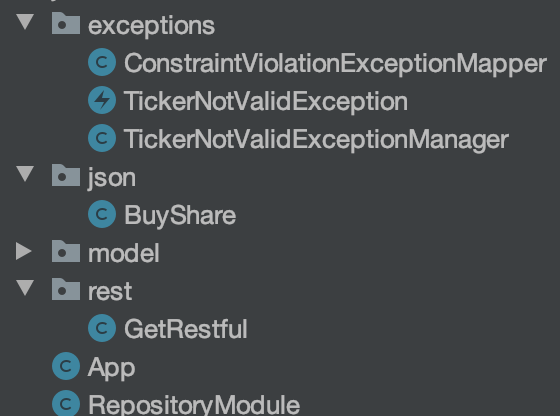 exceptions
ConstraintViolationExceptionMapper
TickerNotValidException
TickerNotValidExceptionManager
json
BuyShare
model
rest
GetRestful
App
RepositoryModule